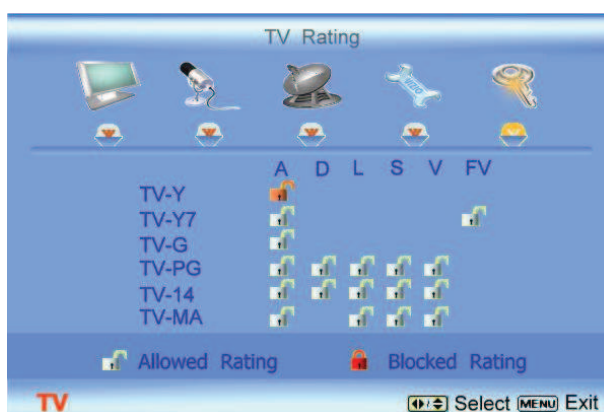 TV Rating
VIZIO
A D L S V FV
TV-Y
TV-Y7
TV-G
TV-PG
TV-14
TV-MA
Allowed Rating Blocked Rating
TV Select MENU Exit